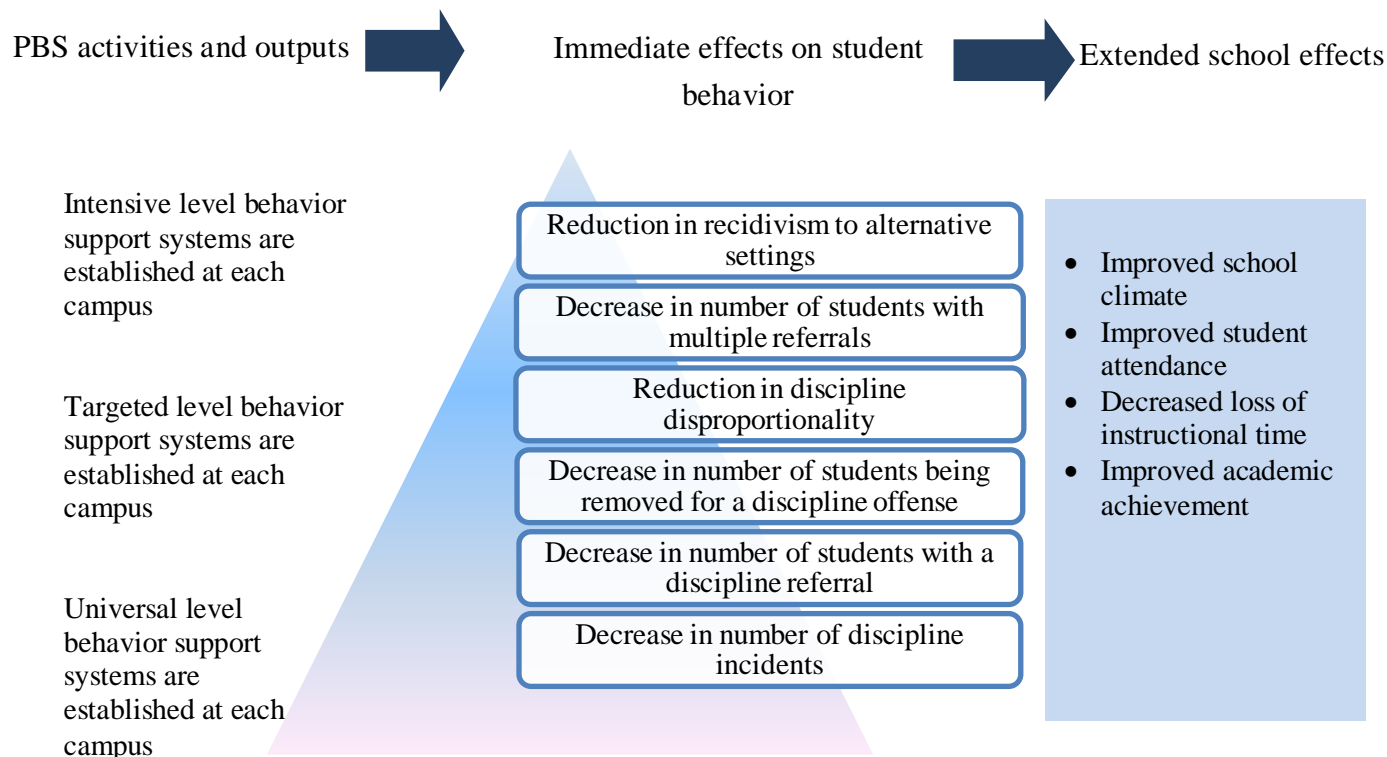 PBS activities and outputs
Immediate effects on student
behavior
Extended school effects
Intensive level behavior
support systems are
established at each
campus
Targeted level behavior
support systems are
established at each
campus
Universal level
behavior support
systems are
established at each
campus
Reduction in recidivism to alternative
settings
Decrease in number of students with
multiple referrals
Reduction in discipline
disproportionality
Decrease in number of students being
removed for a discipline offense
Decrease in number of students with a
discipline referral
Decrease in number of discipline
incidents
• Improved school
climate
• Improved student
attendance
• Decreased loss of
instructional time
• Improved academic
achievement